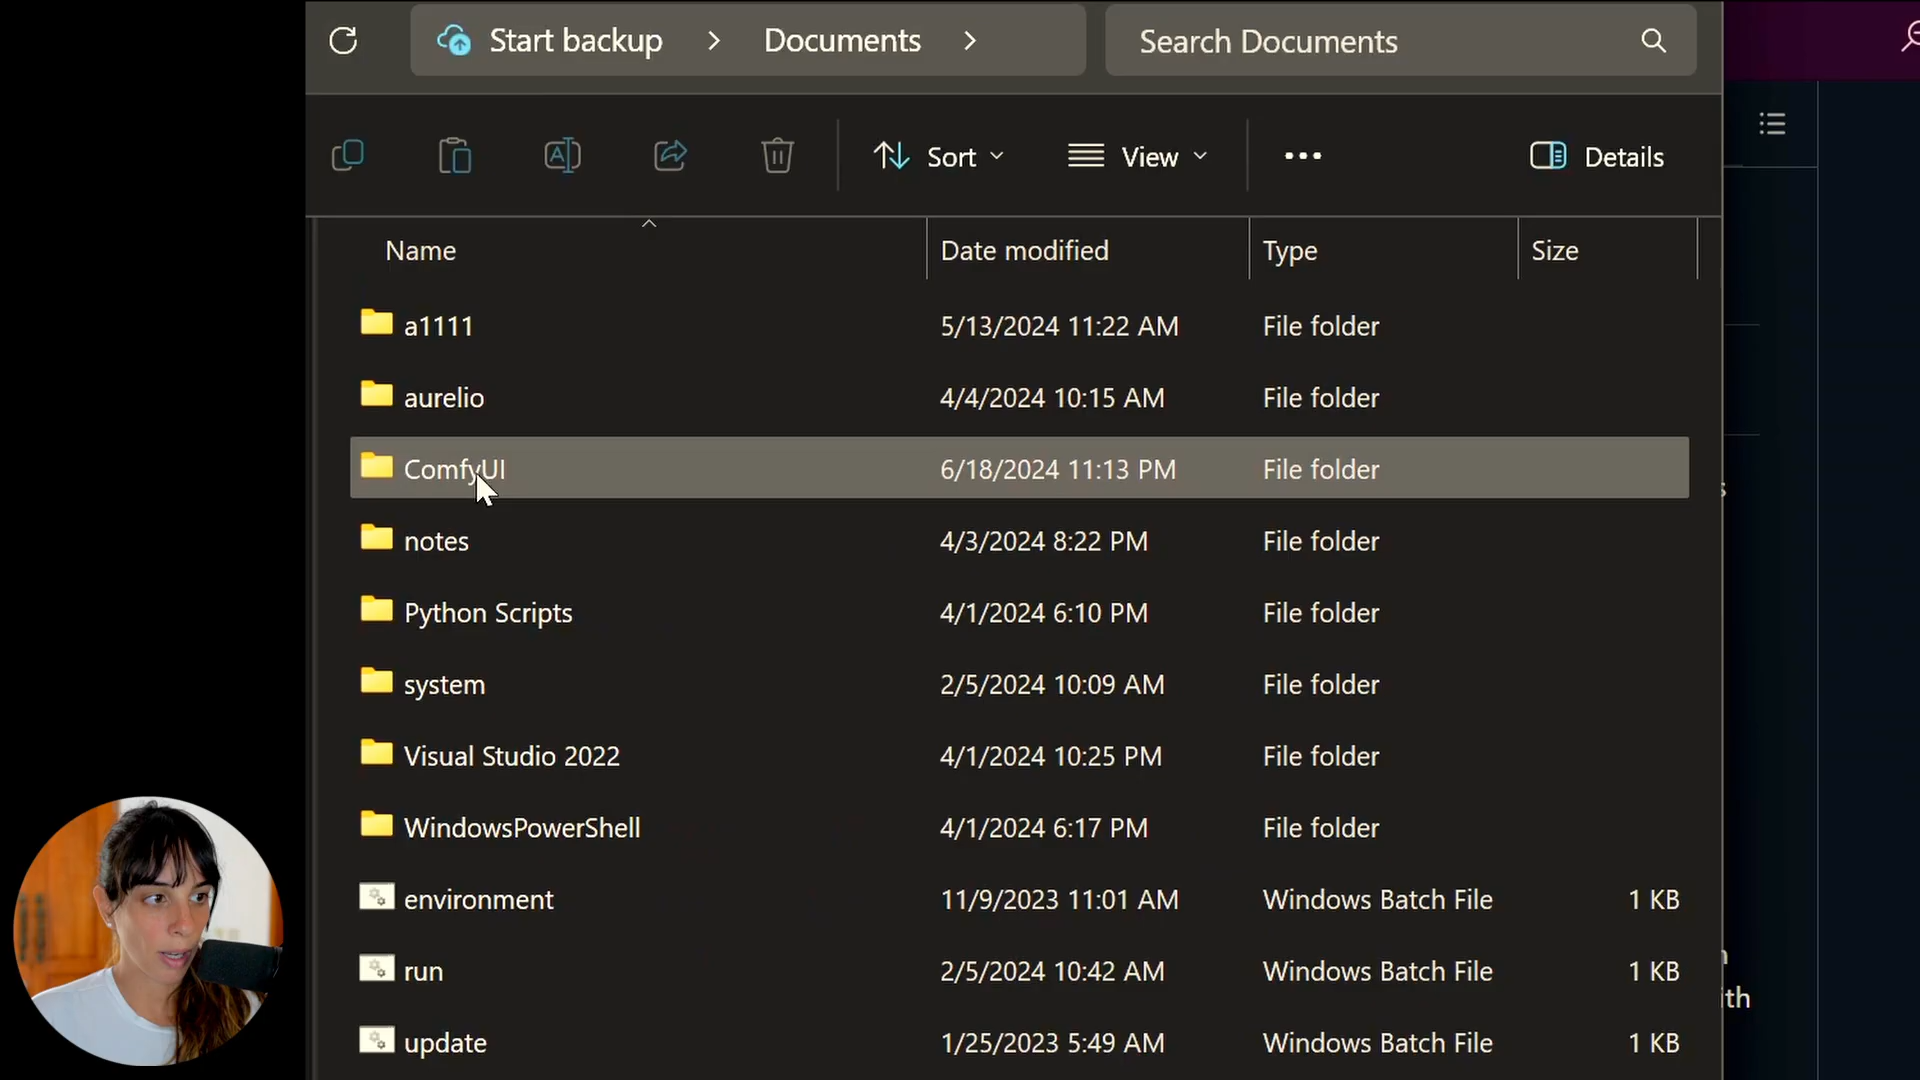 Start backup > Documents >
Search Documents
Sort
View
Details
Name Date modified Type Size
a1111 5/13/2024 11:22 AM File folder
aurelio 4/4/2024 10:15 AM File folder
ComfyUI 6/18/2024 11:13 PM File folder
notes 4/3/2024 8:22 PM File folder
Python Scripts 4/1/2024 6:10 PM File folder
system 2/5/2024 10:09 AM File folder
Visual Studio 2022 4/1/2024 10:25 PM File folder
WindowsPowerShell 4/1/2024 6:17 PM File folder
environment 11/9/2023 11:01 AM Windows Batch File 1 KB
run 2/5/2024 10:42 AM Windows Batch File 1 KB
update 1/25/2023 5:49 AM Windows Batch File 1 KB